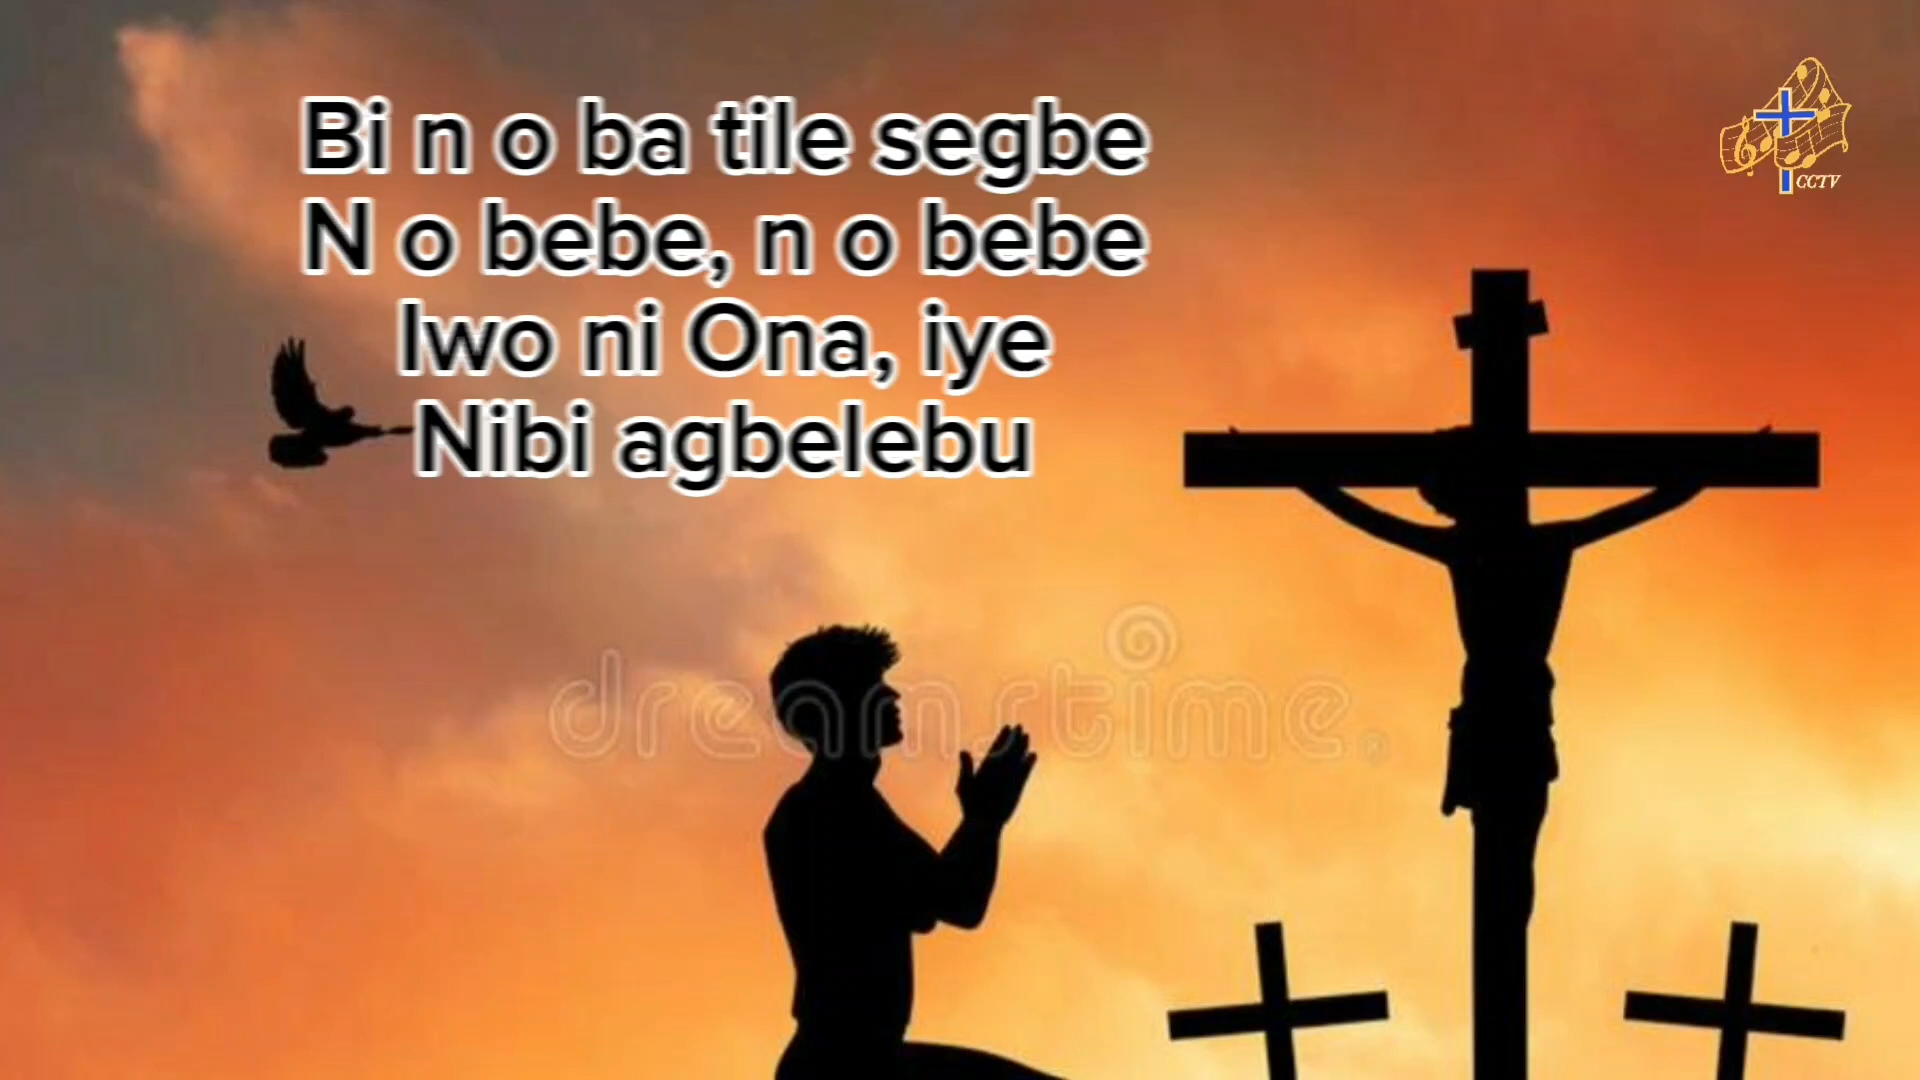 Bi n o ba tile segbe
N o bebe, n o bebe
Iwo ni Ona, iye
Nibi agbelebu
CCTV
dreamstime.